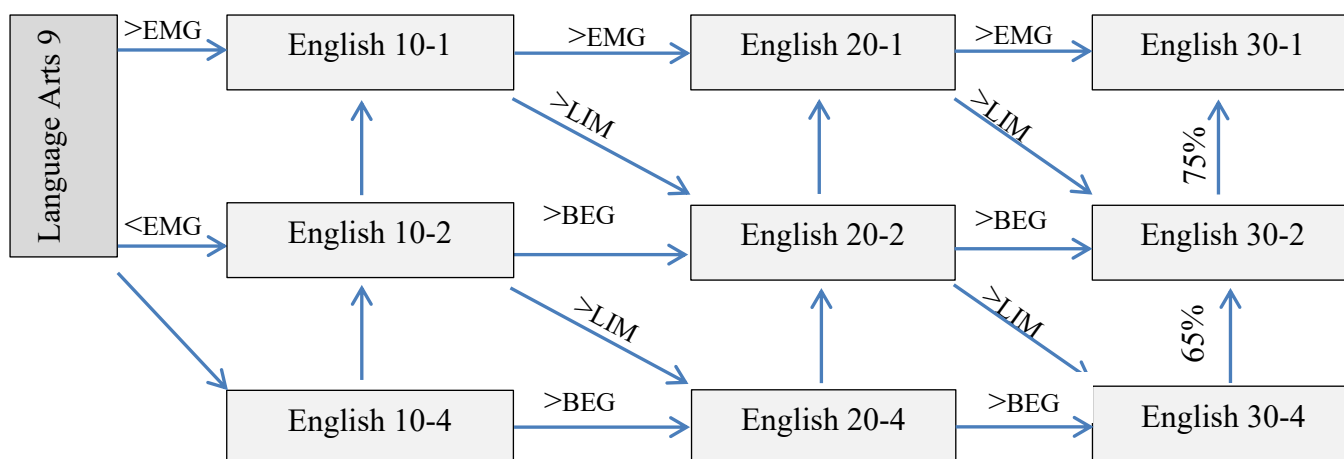 Language Arts 9
>EMG
English 10-1
>EMG
English 20-1
>EMG
English 30-1
>LIM
>LIM
75%
<EMG
English 10-2
>BEG
English 20-2
>BEG
English 30-2
>LIM
>LIM
65%
English 10-4
>BEG
English 20-4
>BEG
English 30-4